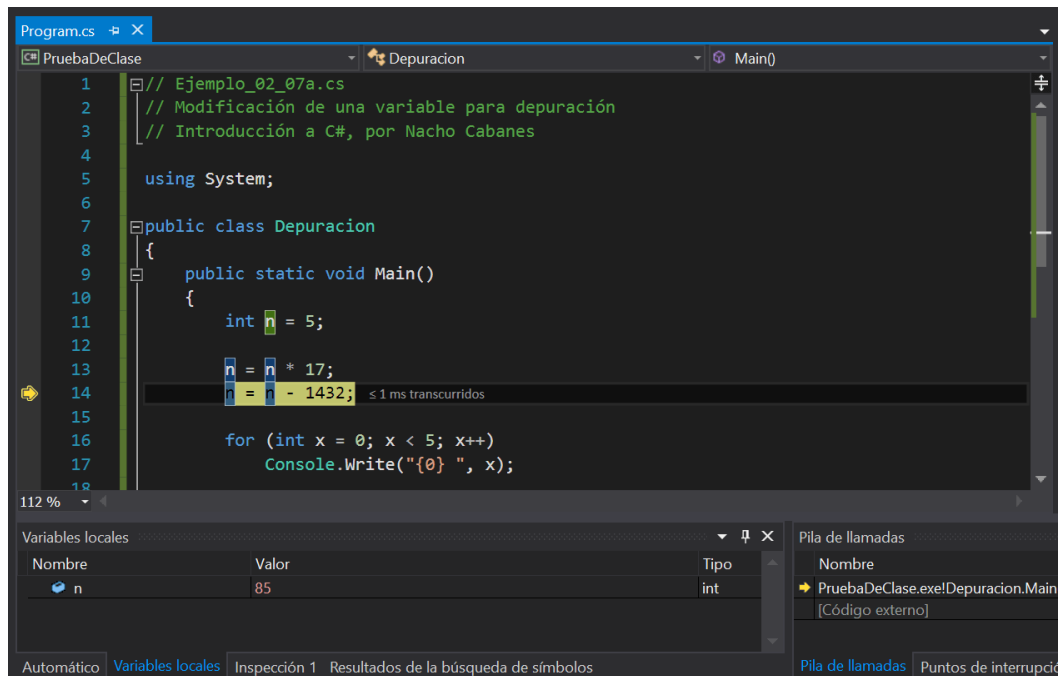 Program.cs
C# PruebaDeClase Depuracion Main()
1 // Ejemplo_02_07a.cs
2 // Modificación de una variable para depuración
3 // Introducción a C#, por Nacho Cabanes
4
5 using System;
6
7 public class Depuracion
8 {
9 public static void Main()
10 {
11 int n = 5;
12
13 n = n * 17;
14 n = n - 1432; ≤ 1 ms transcurridos
15
16 for (int x = 0; x < 5; x++)
17 Console.Write("{0} ", x);
18
112 %
Variables locales
Nombre Valor Tipo
n 85 int
Automático Variables locales Inspección 1 Resultados de la búsqueda de símbolos
Pila de llamadas
Nombre
PruebaDeClase.exe!Depuracion.Main
[Código externo]
Pila de llamadas Puntos de interrupció